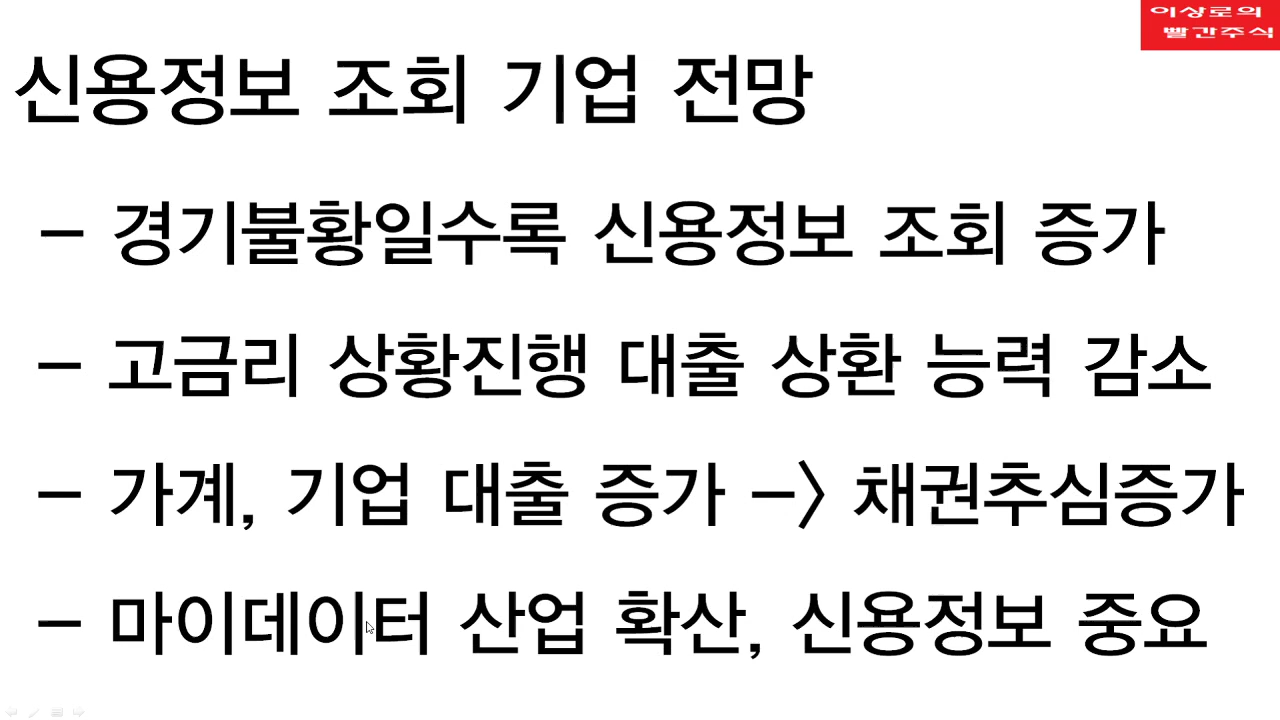 이상로의
빨간주식
신용정보 조회 기업 전망
- 경기불황일수록 신용정보 조회 증가
- 고금리 상황진행 대출 상환 능력 감소
- 가계, 기업 대출 증가 -> 채권추심증가
- 마이데이터 산업 확산, 신용정보 중요